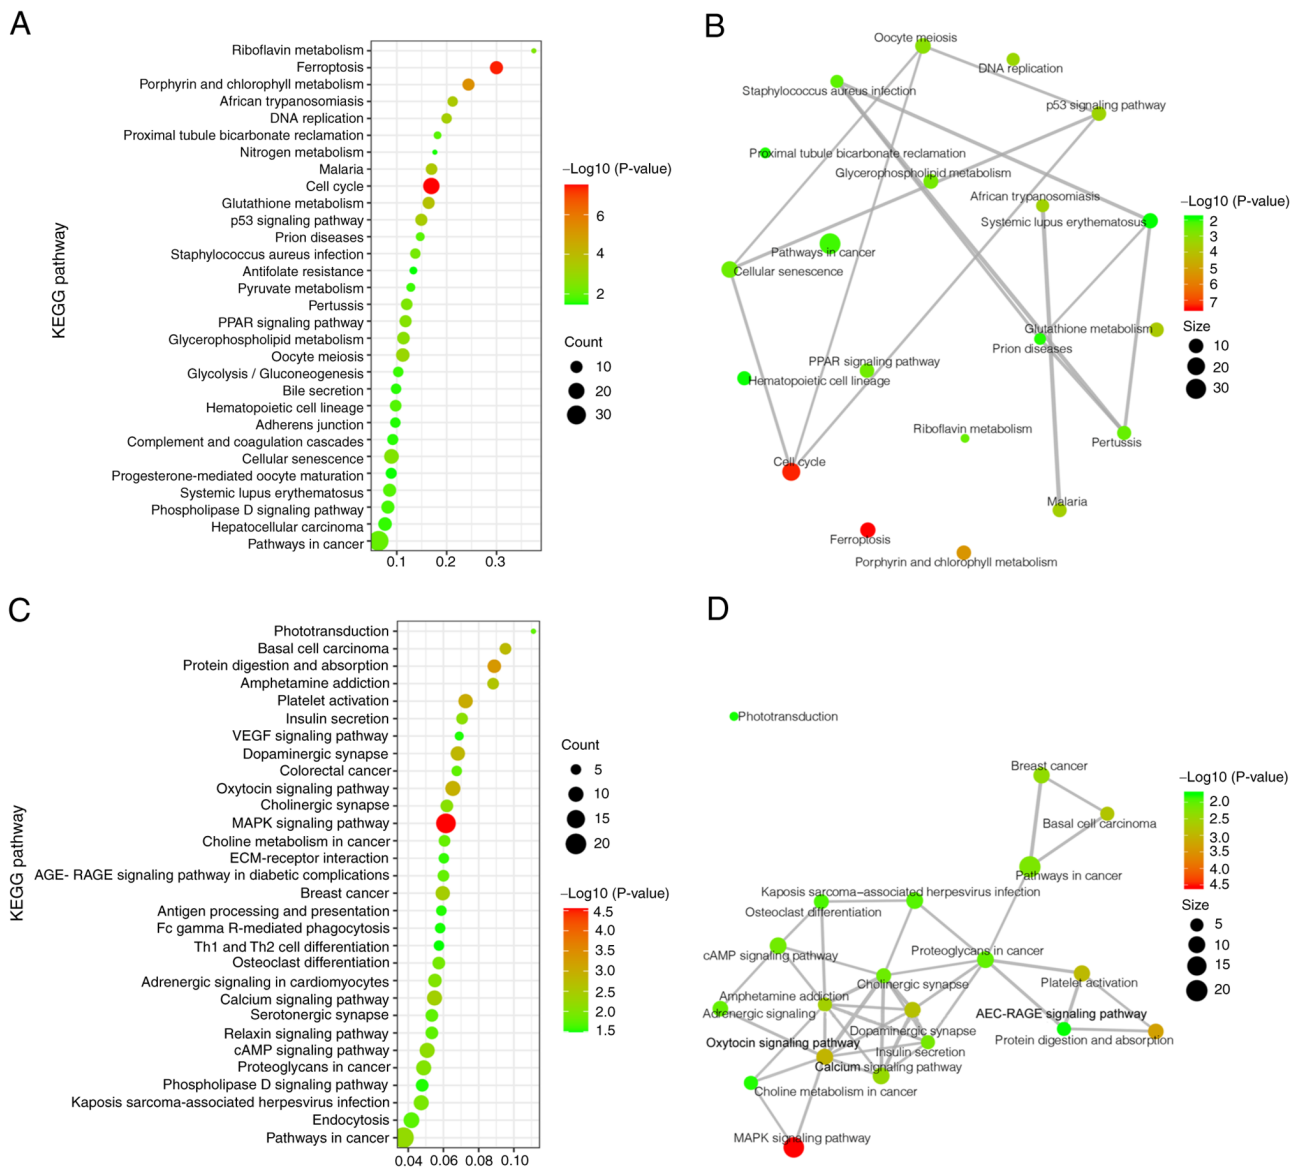 A
KEGG pathway
Riboflavin metabolism
Ferroptosis
Porphyrin and chlorophyll metabolism
African trypanosomiasis
DNA replication
Proximal tubule bicarbonate reclamation
Nitrogen metabolism
Malaria
Cell cycle
Glutathione metabolism
p53 signaling pathway
Prion diseases
Staphylococcus aureus infection
Antifolate resistance
Pyruvate metabolism
Pertussis
PPAR signaling pathway
Glycerophospholipid metabolism
Oocyte meiosis
Glycolysis / Gluconeogenesis
Bile secretion
Hematopoietic cell lineage
Adherens junction
Complement and coagulation cascades
Cellular senescence
Progesterone-mediated oocyte maturation
Systemic lupus erythematosus
Phospholipase D signaling pathway
Hepatocellular carcinoma
Pathways in cancer
0.1 0.2 0.3
−Log10 (P-value)
6
4
2
Count
10
20
30
B
Oocyte meiosis
DNA replication
Staphylococcus aureus infection
p53 signaling pathway
Proximal tubule bicarbonate reclamation
Glycerophospholipid metabolism
African trypanosomiasis
Systemic lupus erythematosus
Pathways in cancer
Cellular senescence
Glutathione metabolism
Prion diseases
PPAR signaling pathway
Hematopoietic cell lineage
Riboflavin metabolism
Pertussis
Cell cycle
Malaria
Ferroptosis
Porphyrin and chlorophyll metabolism
−Log10 (P-value)
2
3
4
5
6
7
Size
10
20
30
C
KEGG pathway
Phototransduction
Basal cell carcinoma
Protein digestion and absorption
Amphetamine addiction
Platelet activation
Insulin secretion
VEGF signaling pathway
Dopaminergic synapse
Colorectal cancer
Oxytocin signaling pathway
Cholinergic synapse
MAPK signaling pathway
Choline metabolism in cancer
ECM-receptor interaction
AGE- RAGE signaling pathway in diabetic complications
Breast cancer
Antigen processing and presentation
Fc gamma R-mediated phagocytosis
Th1 and Th2 cell differentiation
Osteoclast differentiation
Adrenergic signaling in cardiomyocytes
Calcium signaling pathway
Serotonergic synapse
Relaxin signaling pathway
cAMP signaling pathway
Proteoglycans in cancer
Phospholipase D signaling pathway
Kaposis sarcoma-associated herpesvirus infection
Endocytosis
Pathways in cancer
0.04 0.06 0.08 0.10
Count
5
10
15
20
−Log10 (P-value)
4.5
4.0
3.5
3.0
2.5
2.0
1.5
D
Phototransduction
Breast cancer
Basal cell carcinoma
Pathways in cancer
Kaposis sarcoma−associated herpesvirus infection
Osteoclast differentiation
cAMP signaling pathway
Proteoglycans in cancer
Cholinergic synapse
Platelet activation
Amphetamine addiction
Adrenergic signaling
AEC-RAGE signaling pathway
Dopaminergic synapse
Protein digestion and absorption
Oxytocin signaling pathway
Insulin secretion
Calcium signaling pathway
Choline metabolism in cancer
MAPK signaling pathway
−Log10 (P-value)
2.0
2.5
3.0
3.5
4.0
4.5
Size
5
10
15
20